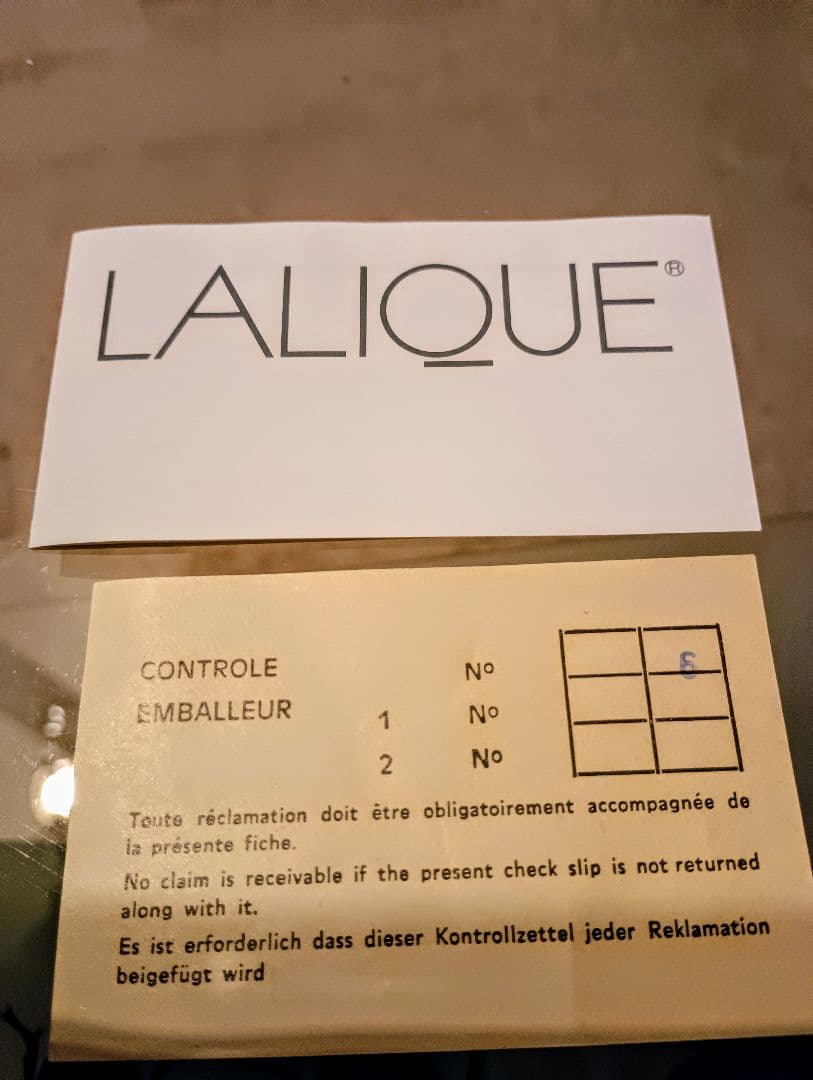 LALIQUE®
CONTROLE Nº
EMBALLEUR 1 Nº
2 Nº
Toute réclamation doit être obligatoirement accompagnée de
la présente fiche.
No claim is receivable if the present check slip is not returned
along with it.
Es ist erforderlich dass dieser Kontrollzettel jeder Reklamation
beigefügt wird